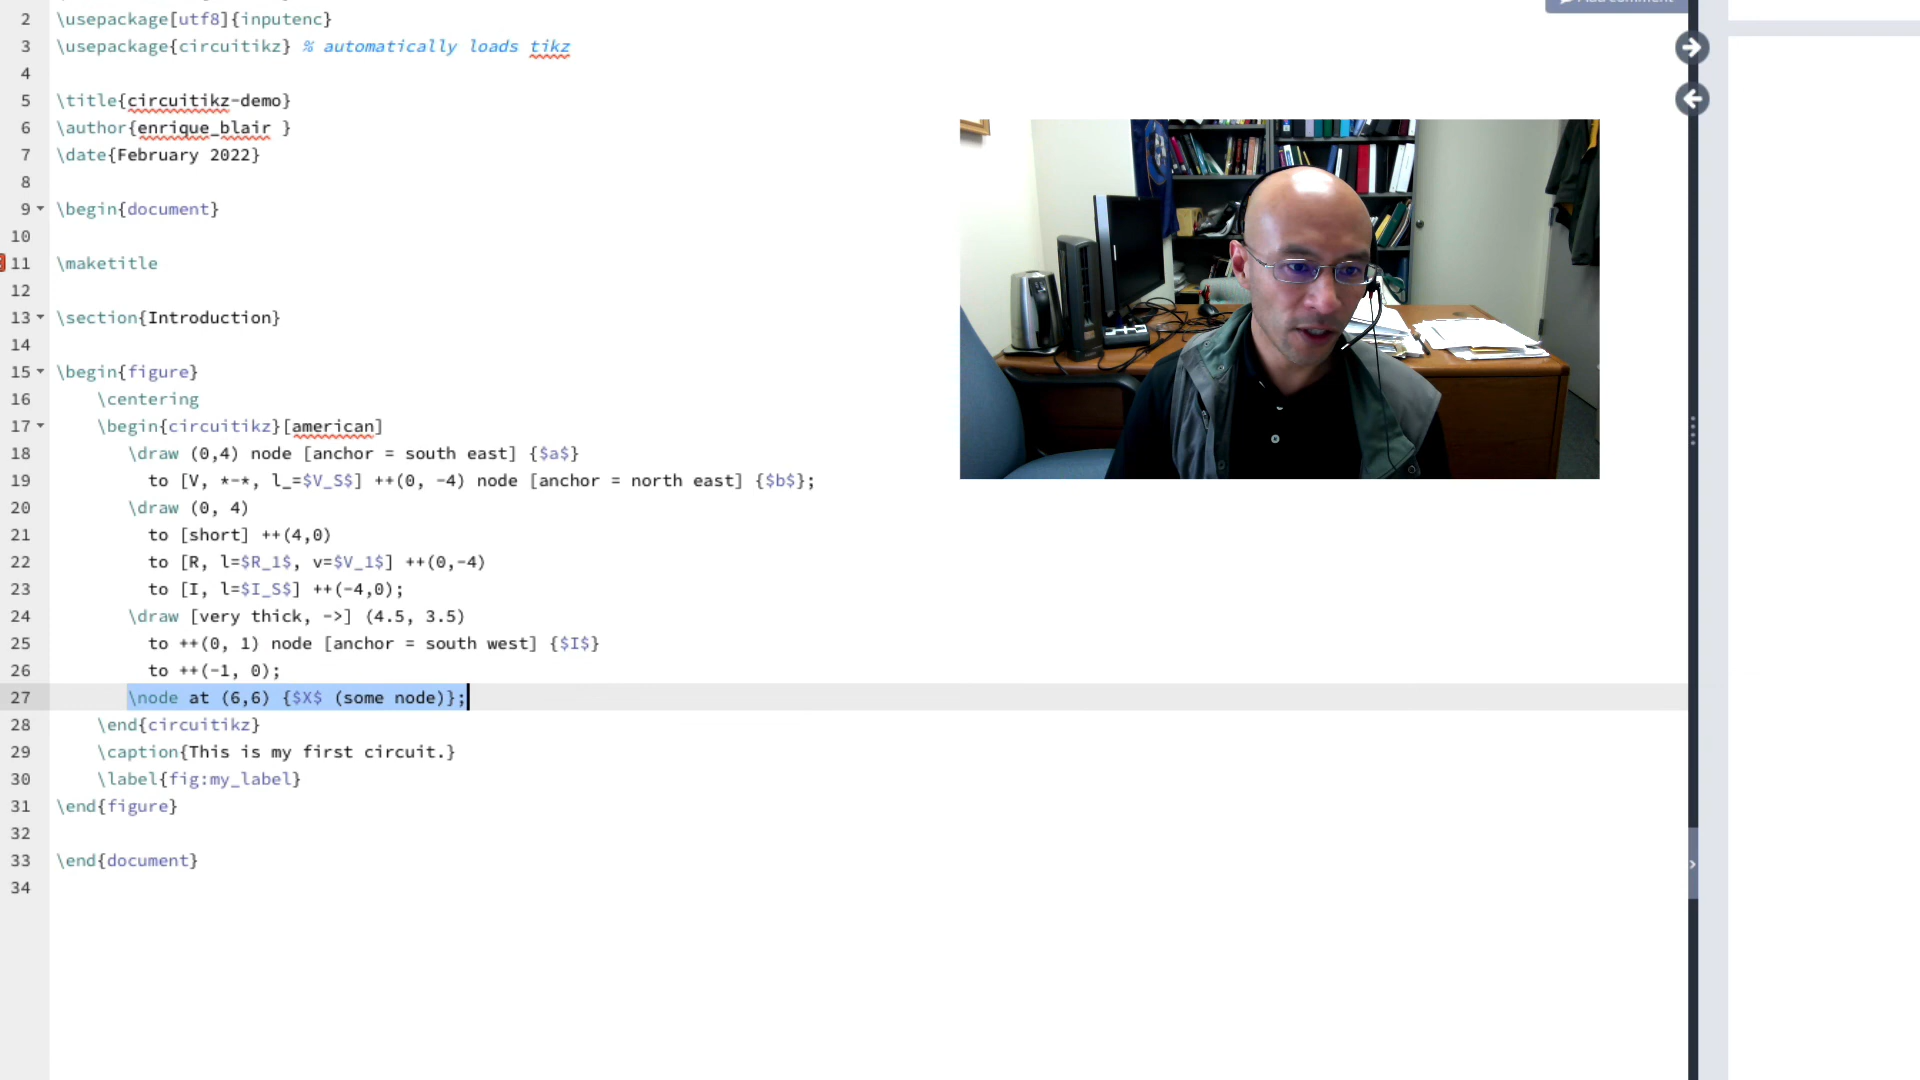 2 \usepackage[utf8]{inputenc}
3 \usepackage{circuitikz} % automatically loads tikz
4
5 \title{circuitikz-demo}
6 \author{enrique_blair }
7 \date{February 2022}
8
9 \begin{document}
10
11 \maketitle
12
13 \section{Introduction}
14
15 \begin{figure}
16 \centering
17 \begin{circuitikz}[american]
18 \draw (0,4) node [anchor = south east] {$a$}
19 to [V, *-*, l_=$V_S$] ++(0, -4) node [anchor = north east] {$b$};
20 \draw (0, 4)
21 to [short] ++(4,0)
22 to [R, l=$R_1$, v=$V_1$] ++(0,-4)
23 to [I, l=$I_S$] ++(-4,0);
24 \draw [very thick, ->] (4.5, 3.5)
25 to ++(0, 1) node [anchor = south west] {$I$}
26 to ++(-1, 0);
27 \node at (6,6) {$X$ (some node)};
28 \end{circuitikz}
29 \caption{This is my first circuit.}
30 \label{fig:my_label}
31 \end{figure}
32
33 \end{document}
34